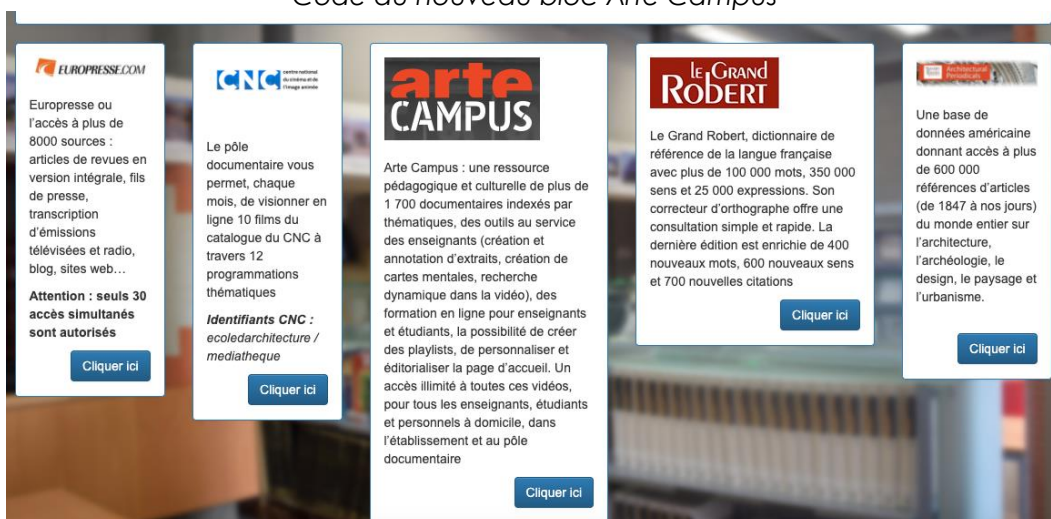 Code du nouveau bloc Arte Campus
EUROPRESSE.COM
Europresse ou
l'accès à plus de
8000 sources :
articles de revues en
version intégrale, fils
de presse,
transcription
d'émissions
télévisées et radio,
blog, sites web…
Attention : seuls 30
accès simultanés
sont autorisés
Cliquer ici
CNC
centre national
du cinéma et de
l'image animée
Le pôle
documentaire vous
permet, chaque
mois, de visionner en
ligne 10 films du
catalogue du CNC à
travers 12
programmations
thématiques
Identifiants CNC :
ecoledarchitecture /
mediatheque
Cliquer ici
arte
CAMPUS
Arte Campus : une ressource
pédagogique et culturelle de plus de
1 700 documentaires indexés par
thématiques, des outils au service
des enseignants (création et
annotation d'extraits, création de
cartes mentales, recherche
dynamique dans la vidéo), des
formation en ligne pour enseignants
et étudiants, la possibilité de créer
des playlists, de personnaliser et
éditorialiser la page d'accueil. Un
accès illimité à toutes ces vidéos,
pour tous les enseignants, étudiants
et personnels à domicile, dans
l'établissement et au pôle
documentaire
Cliquer ici
le Grand
Robert
Le Grand Robert, dictionnaire de
référence de la langue française
avec plus de 100 000 mots, 350 000
sens et 25 000 expressions. Son
correcteur d'orthographe offre une
consultation simple et rapide. La
dernière édition est enrichie de 400
nouveaux mots, 600 nouveaux sens
et 700 nouvelles citations
Cliquer ici
Architectural
Periodicals
Une base de
données américaine
donnant accès à plus
de 600 000
références d'articles
(de 1847 à nos jours)
du monde entier sur
l'architecture,
l'archéologie, le
design, le paysage et
l'urbanisme.
Cliquer ici